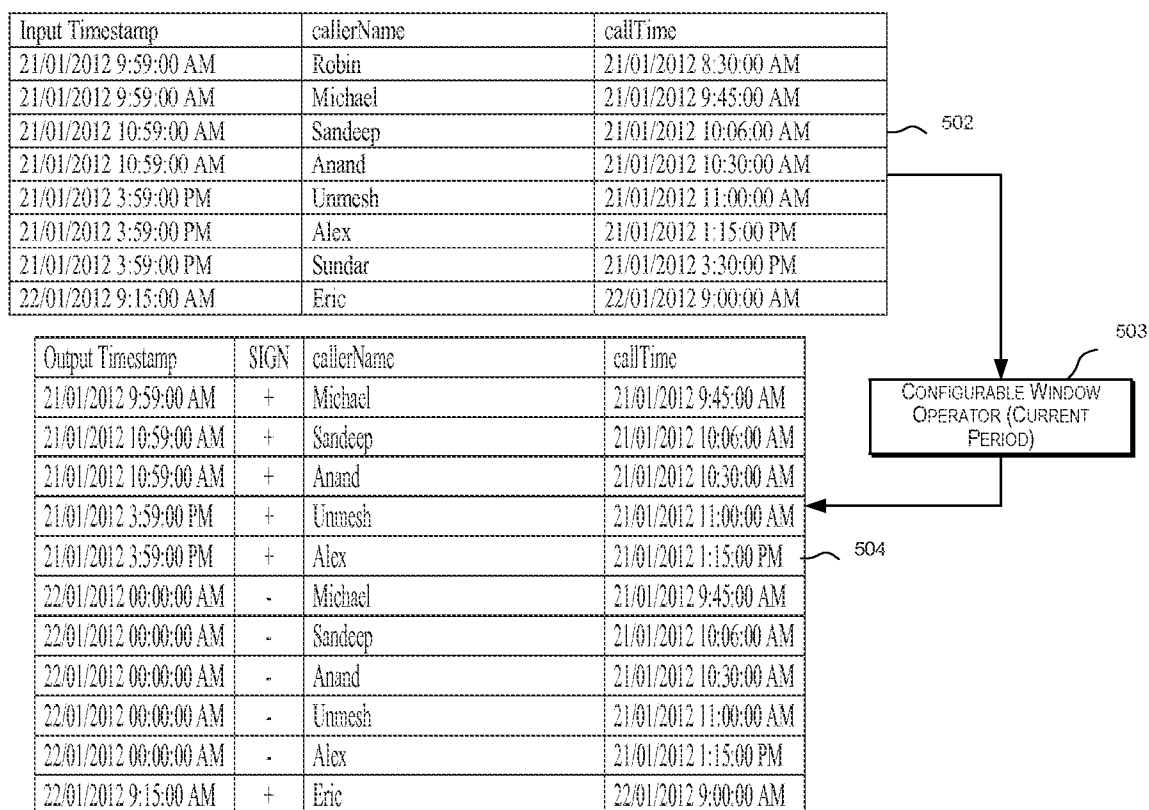 Input Timestamp callerName callTime
21/01/2012 9:59:00 AM Robin 21/01/2012 8:30:00 AM
21/01/2012 9:59:00 AM Michael 21/01/2012 9:45:00 AM
21/01/2012 10:59:00 AM Sandeep 21/01/2012 10:06:00 AM
21/01/2012 10:59:00 AM Anand 21/01/2012 10:30:00 AM
21/01/2012 3:59:00 PM Unmesh 21/01/2012 11:00:00 AM
21/01/2012 3:59:00 PM Alex 21/01/2012 1:15:00 PM
21/01/2012 3:59:00 PM Sundar 21/01/2012 3:30:00 PM
22/01/2012 9:15:00 AM Eric 22/01/2012 9:00:00 AM
502
503
CONFIGURABLE WINDOW
OPERATOR (CURRENT
PERIOD)
Output Timestamp SIGN callerName callTime
21/01/2012 9:59:00 AM + Michael 21/01/2012 9:45:00 AM
21/01/2012 10:59:00 AM + Sandeep 21/01/2012 10:06:00 AM
21/01/2012 10:59:00 AM + Anand 21/01/2012 10:30:00 AM
21/01/2012 3:59:00 PM + Unmesh 21/01/2012 11:00:00 AM
21/01/2012 3:59:00 PM + Alex 21/01/2012 1:15:00 PM
22/01/2012 00:00:00 AM - Michael 21/01/2012 9:45:00 AM
22/01/2012 00:00:00 AM - Sandeep 21/01/2012 10:06:00 AM
22/01/2012 00:00:00 AM - Anand 21/01/2012 10:30:00 AM
22/01/2012 00:00:00 AM - Unmesh 21/01/2012 11:00:00 AM
22/01/2012 00:00:00 AM - Alex 21/01/2012 1:15:00 PM
22/01/2012 9:15:00 AM + Eric 22/01/2012 9:00:00 AM
504